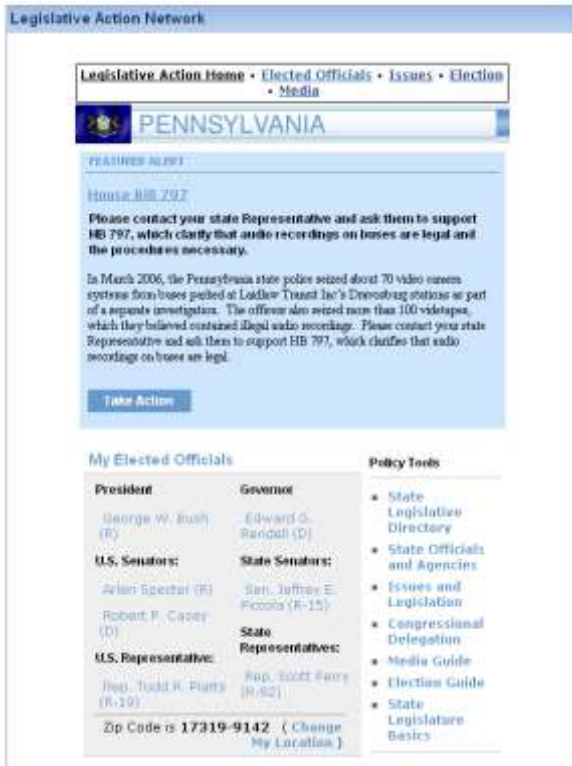 Legislative Action Network
Legislative Action Home • Elected Officials • Issues • Election
• Media
PENNSYLVANIA
FEATURED ALERT
House Bill 797
Please contact your state Representative and ask them to support
HB 797, which clarify that audio recordings on buses are legal and
the procedures necessary.
In March 2006, the Pennsylvania state police seized about 70 video camera
systems from buses parked at Laidlaw Transit Inc's Dravosburg stations as part
of a separate investigation. The officers also seized more than 100 videotapes,
which they believed contained illegal audio recordings. Please contact your state
Representative and ask them to support HB 797, which clarifies that audio
recordings on buses are legal.
Take Action
My Elected Officials
President
George W. Bush
(R)
U.S. Senators:
Arlen Specter (R)
Robert P. Casey
(D)
U.S. Representative:
Rep. Todd R. Platts
(R-19)
Governor
Edward G.
Rendell (D)
State Senators:
Sen. Jeffrey E.
Piccola (R-15)
State
Representatives:
Rep. Scott Perry
(R-92)
Zip Code is 17319-9142 ( Change
My Location )
Policy Tools
• State
Legislative
Directory
• State Officials
and Agencies
• Issues and
Legislation
• Congressional
Delegation
• Media Guide
• Election Guide
• State
Legislature
Basics